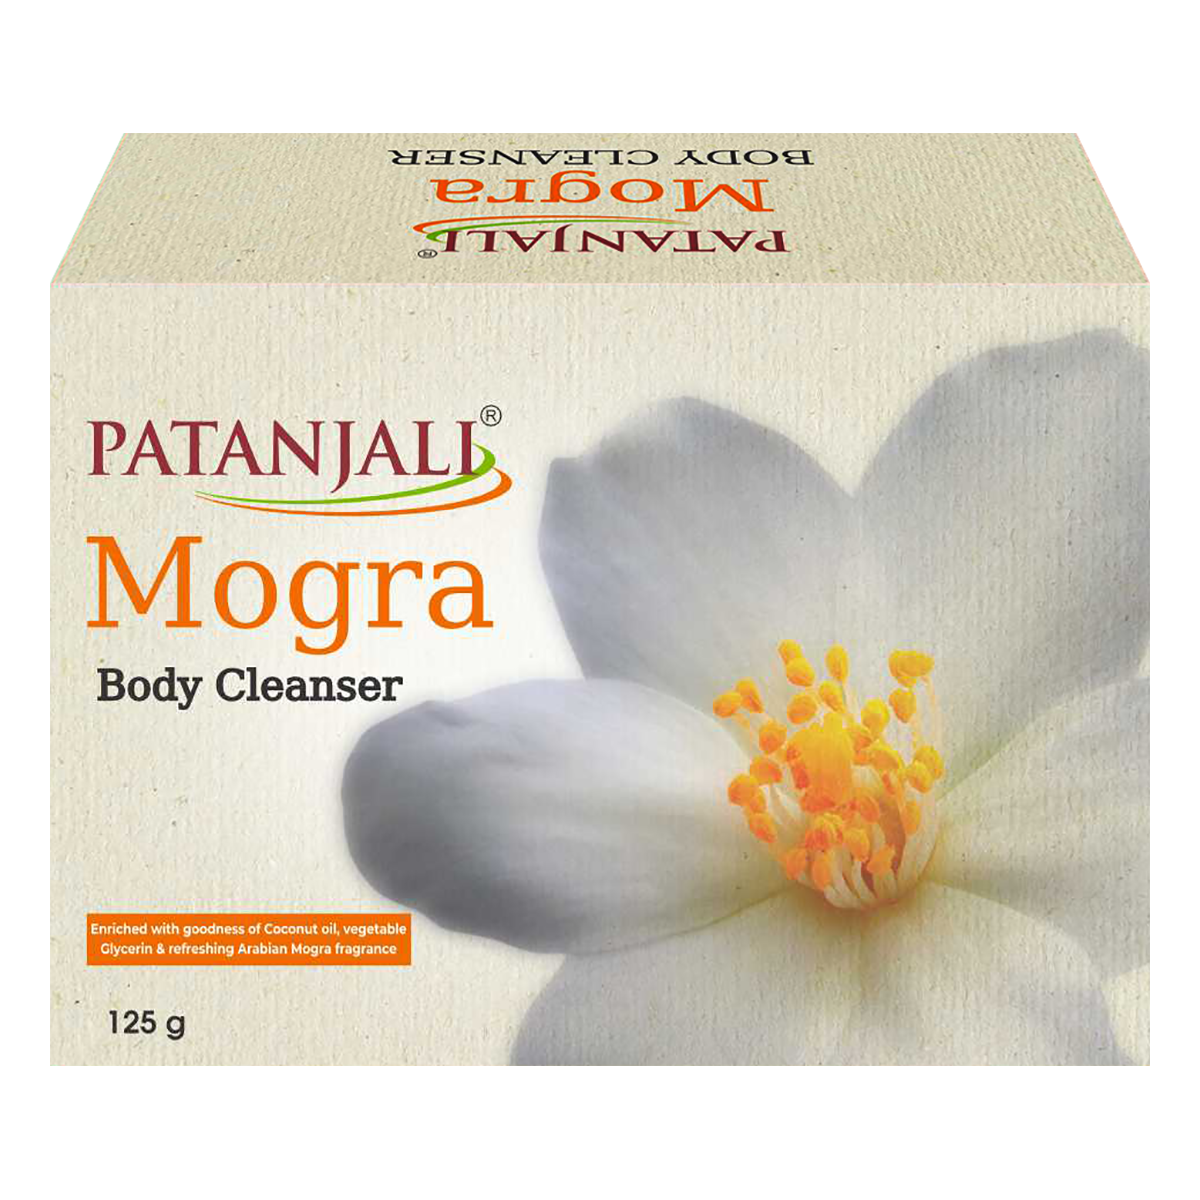 BODY CLEANSER
Mogra
PATANJALI®
PATANJALI®
Mogra
Body Cleanser
Enriched with goodness of Coconut oil, vegetable
Glycerin & refreshing Arabian Mogra fragrance
125 g